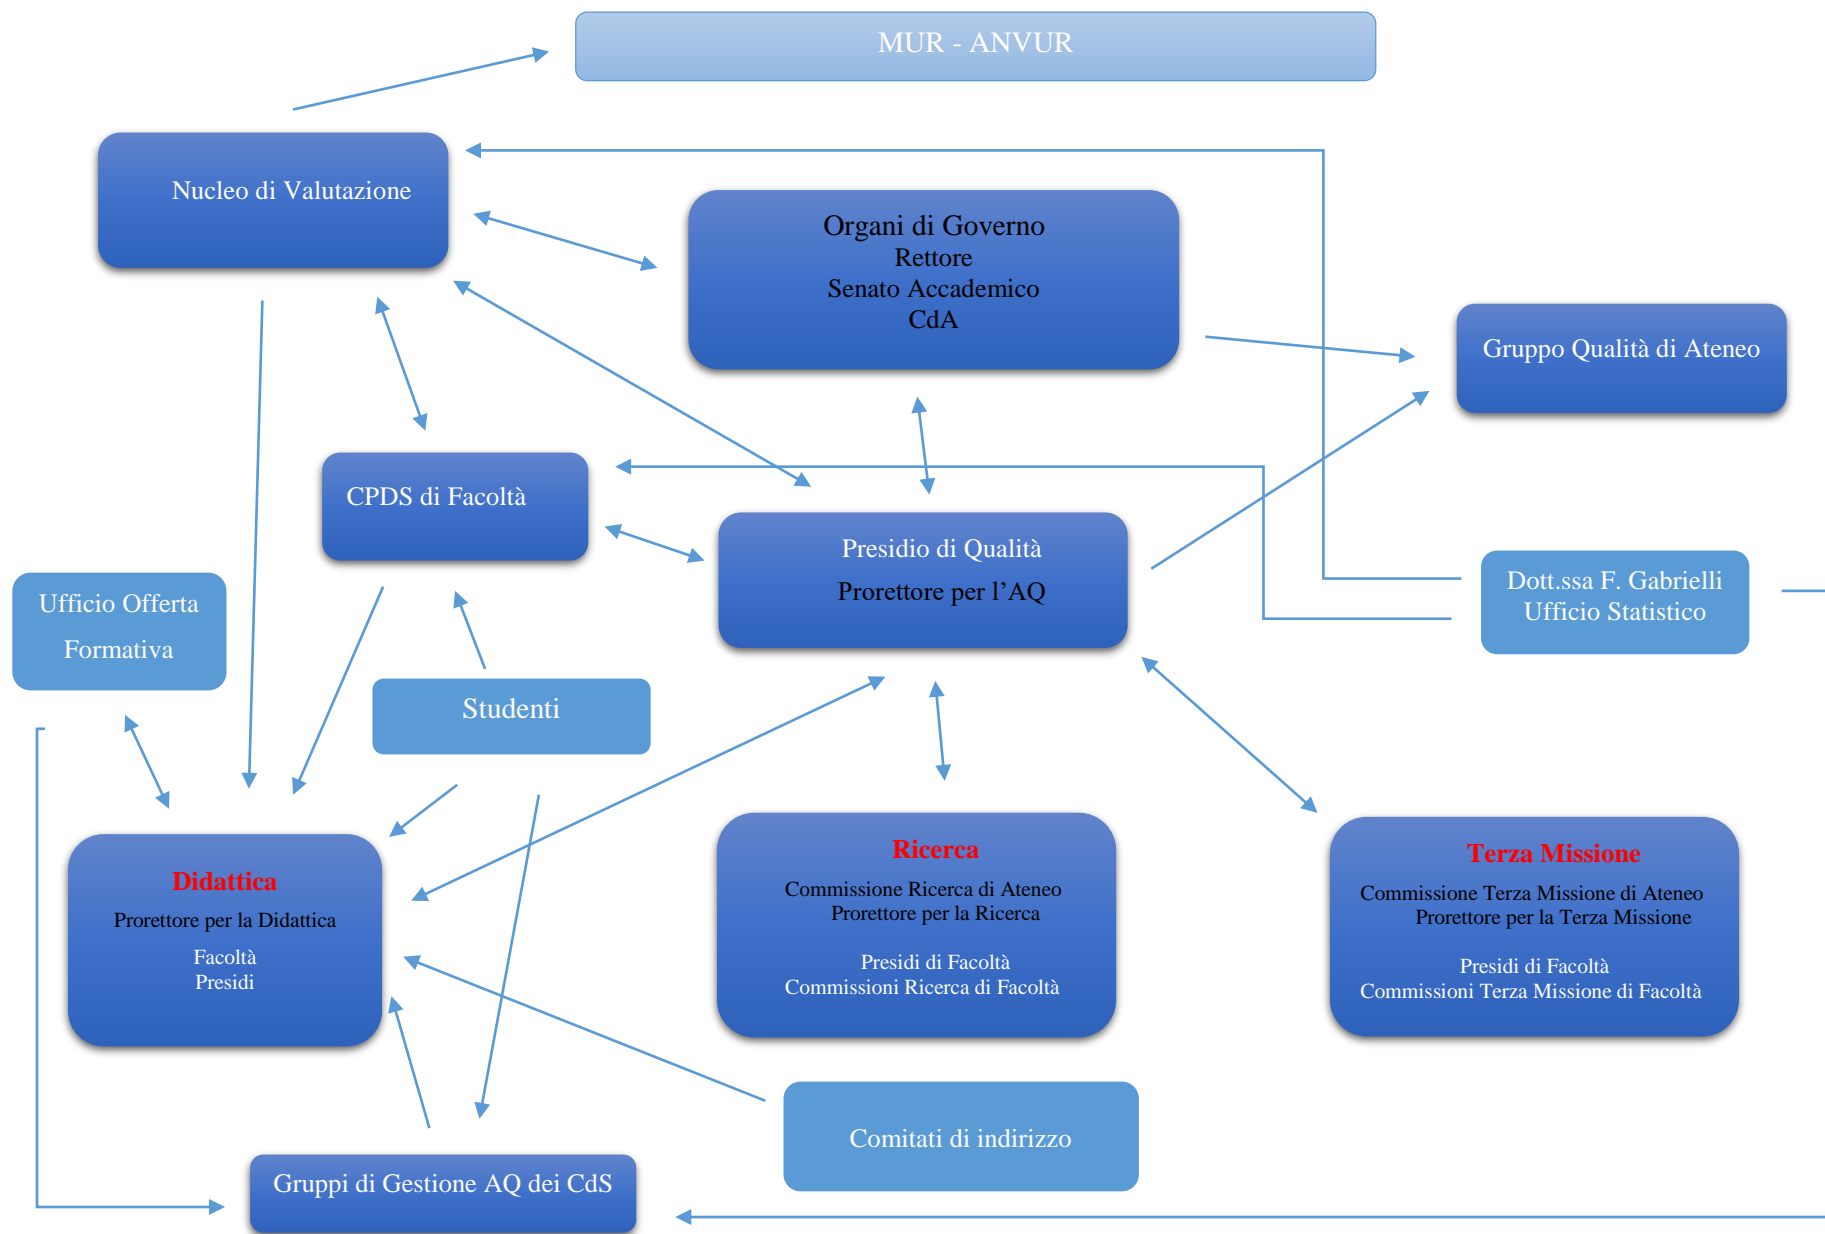 MUR - ANVUR
Nucleo di Valutazione
Organi di Governo
Rettore
Senato Accademico
CdA
Gruppo Qualità di Ateneo
CPDS di Facoltà
Presidio di Qualità
Prorettore per l’AQ
Dott.ssa F. Gabrielli
Ufficio Statistico
Ufficio Offerta
Formativa
Studenti
Didattica
Prorettore per la Didattica
Facoltà
Presidi
Ricerca
Commissione Ricerca di Ateneo
Prorettore per la Ricerca
Presidi di Facoltà
Commissioni Ricerca di Facoltà
Terza Missione
Commissione Terza Missione di Ateneo
Prorettore per la Terza Missione
Presidi di Facoltà
Commissioni Terza Missione di Facoltà
Comitati di indirizzo
Gruppi di Gestione AQ dei CdS